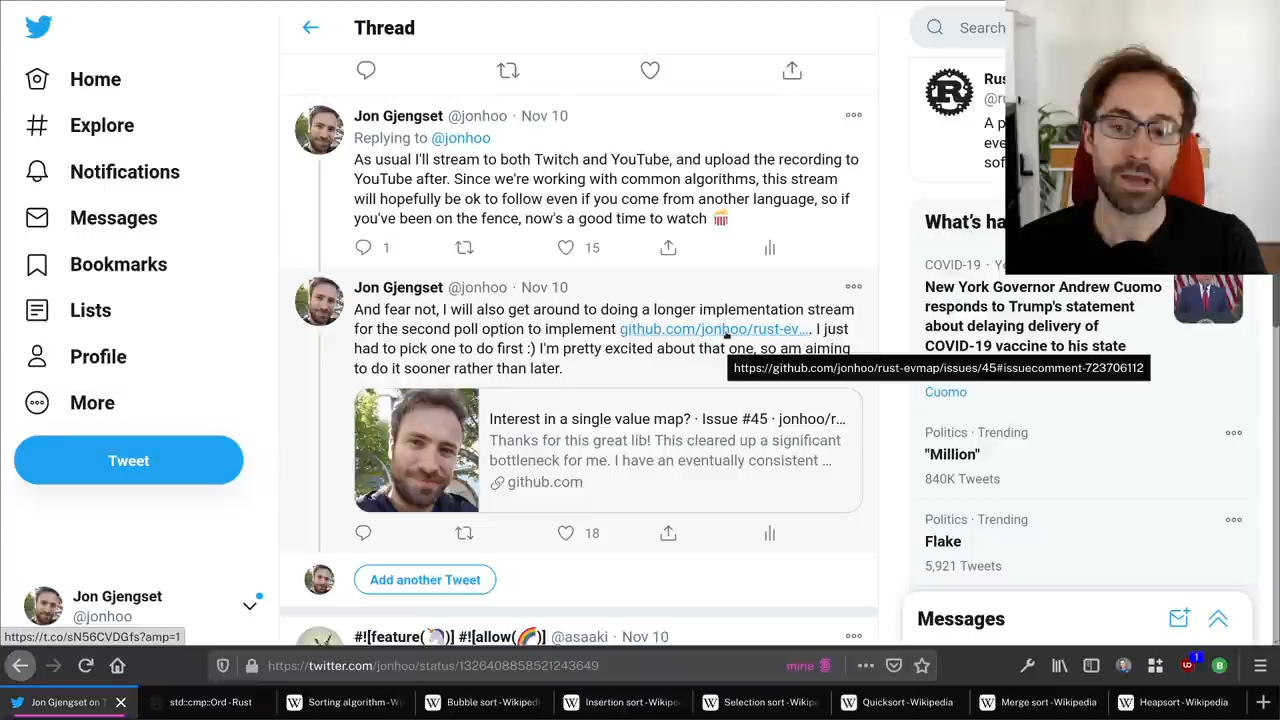 Home
Explore
Notifications
Messages
Bookmarks
Lists
Profile
More
Tweet
Jon Gjengset
@jonhoo
https://t.co/sN56CVDGfs?amp=1
Thread
Jon Gjengset @jonhoo · Nov 10
Replying to @jonhoo
As usual I'll stream to both Twitch and YouTube, and upload the recording to
YouTube after. Since we're working with common algorithms, this stream
will hopefully be ok to follow even if you come from another language, so if
you've been on the fence, now's a good time to watch 🍿
1
15
Jon Gjengset @jonhoo · Nov 10
And fear not, I will also get around to doing a longer implementation stream
for the second poll option to implement github.com/jonhoo/rust-ev…. I just
had to pick one to do first :) I'm pretty excited about that one, so am aiming
to do it sooner rather than later.
https://github.com/jonhoo/rust-evmap/issues/45#issuecomment-723706112
Interest in a single value map? · Issue #45 · jonhoo/r…
Thanks for this great lib! This cleared up a significant
bottleneck for me. I have an eventually consistent …
github.com
18
Add another Tweet
#![feature(🦄)] #![allow(🌈)] @asaaki · Nov 10
Search
Rus
@ru
A p
eve
sof
What's ha
COVID-19 · Ye
New York Governor Andrew Cuomo
responds to Trump's statement
about delaying delivery of
COVID-19 vaccine to his state
Cuomo
Politics · Trending
"Million"
840K Tweets
Politics · Trending
Flake
5,921 Tweets
Messages
https://twitter.com/jonhoo/status/1326408858521243649
mine
1
Jon Gjengset on T
std::cmp::Ord - Rust
Sorting algorithm - W
Bubble sort - Wikiped
Insertion sort - Wikipe
Selection sort - Wikip
Quicksort - Wikipedia
Merge sort - Wikipedia
Heapsort - Wikipedia